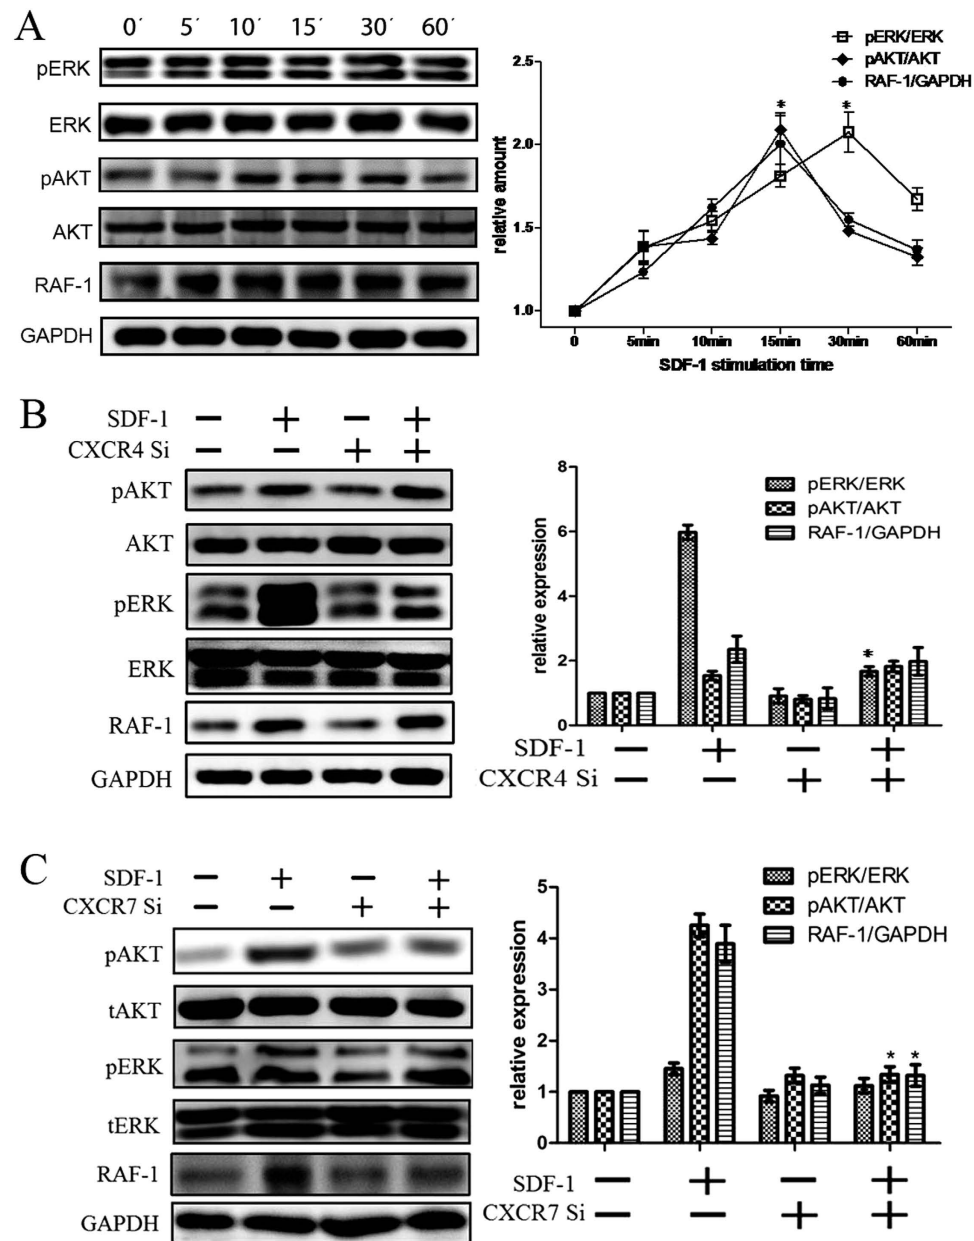 A
0´ 5´ 10´ 15´ 30´ 60´
pERK
ERK
pAKT
AKT
RAF-1
GAPDH
pERK/ERK
pAKT/AKT
RAF-1/GAPDH
2.5
2.0
1.5
1.0
relative amount
* *
0 5min 10min 15min 30min 60min
SDF-1 stimulation time
B
SDF-1 − + − +
CXCR4 Si − − + +
pAKT
AKT
pERK
ERK
RAF-1
GAPDH
pERK/ERK
pAKT/AKT
RAF-1/GAPDH
8
6
4
2
0
relative expression
*
SDF-1 − + − +
CXCR4 Si − − + +
C
SDF-1 − + − +
CXCR7 Si − − + +
pAKT
tAKT
pERK
tERK
RAF-1
GAPDH
pERK/ERK
pAKT/AKT
RAF-1/GAPDH
5
4
3
2
1
0
relative expression
* *
SDF-1 − + − +
CXCR7 Si − − + +